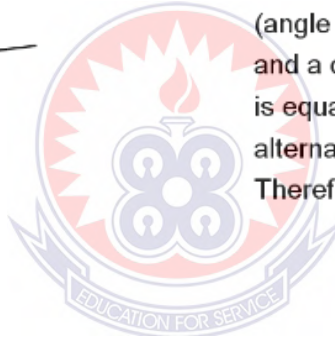 (angle
and a
is equa
alterna
Theref
EDUCATION FOR SERVICE